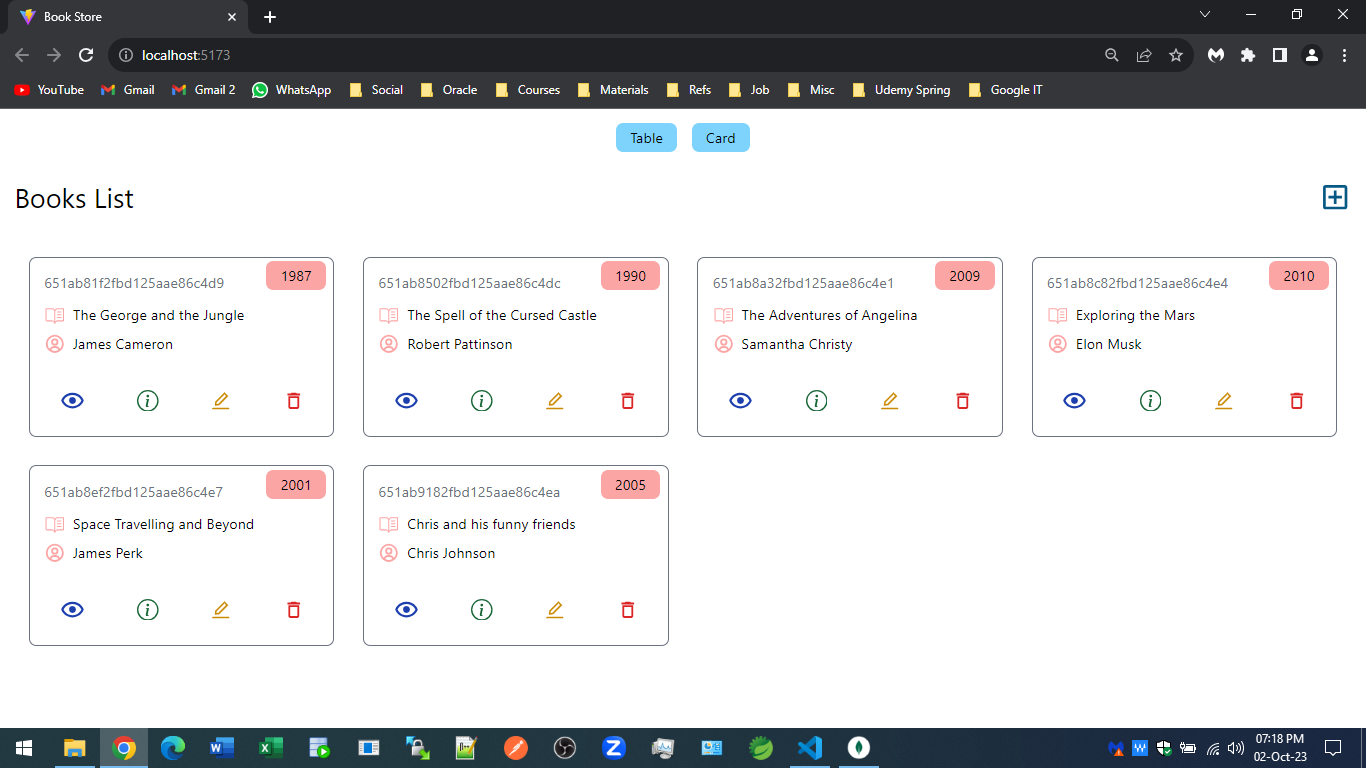 Book Store
localhost:5173
YouTube Gmail Gmail 2 WhatsApp Social Oracle Courses Materials Refs Job Misc Udemy Spring Google IT
Table Card
Books List
651ab81f2fbd125aae86c4d9 1987
The George and the Jungle
James Cameron
651ab8502fbd125aae86c4dc 1990
The Spell of the Cursed Castle
Robert Pattinson
651ab8a32fbd125aae86c4e1 2009
The Adventures of Angelina
Samantha Christy
651ab8c82fbd125aae86c4e4 2010
Exploring the Mars
Elon Musk
651ab8ef2fbd125aae86c4e7 2001
Space Travelling and Beyond
James Perk
651ab9182fbd125aae86c4ea 2005
Chris and his funny friends
Chris Johnson
07:18 PM
02-Oct-23